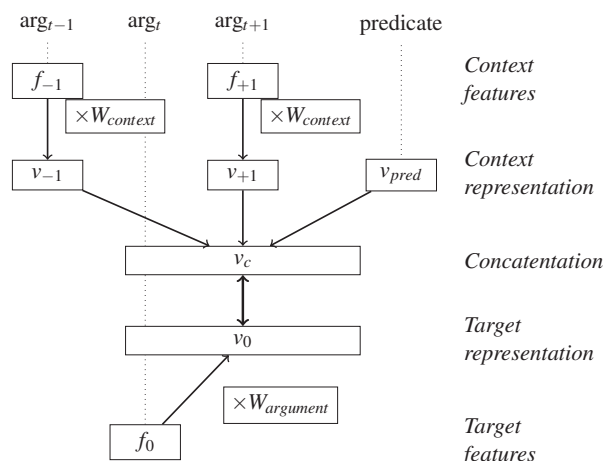 arg_{t−1} arg_t arg_{t+1} predicate
f_{−1} f_{+1} Context
features
×W_{context} ×W_{context}
v_{−1} v_{+1} v_{pred} Context
representation
v_c Concatentation
v_0 Target
representation
×W_{argument}
f_0 Target
features